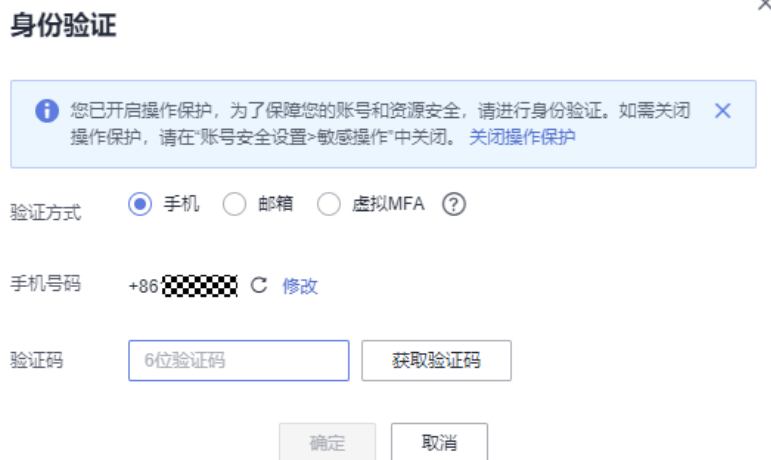 身份验证
您已开启操作保护，为了保障您的账号和资源安全，请进行身份验证。如需关闭
操作保护，请在“账号安全设置>敏感操作”中关闭。 关闭操作保护
验证方式 手机 邮箱 虚拟MFA ?
手机号码 +86 修改
验证码 6位验证码 获取验证码
确定 取消